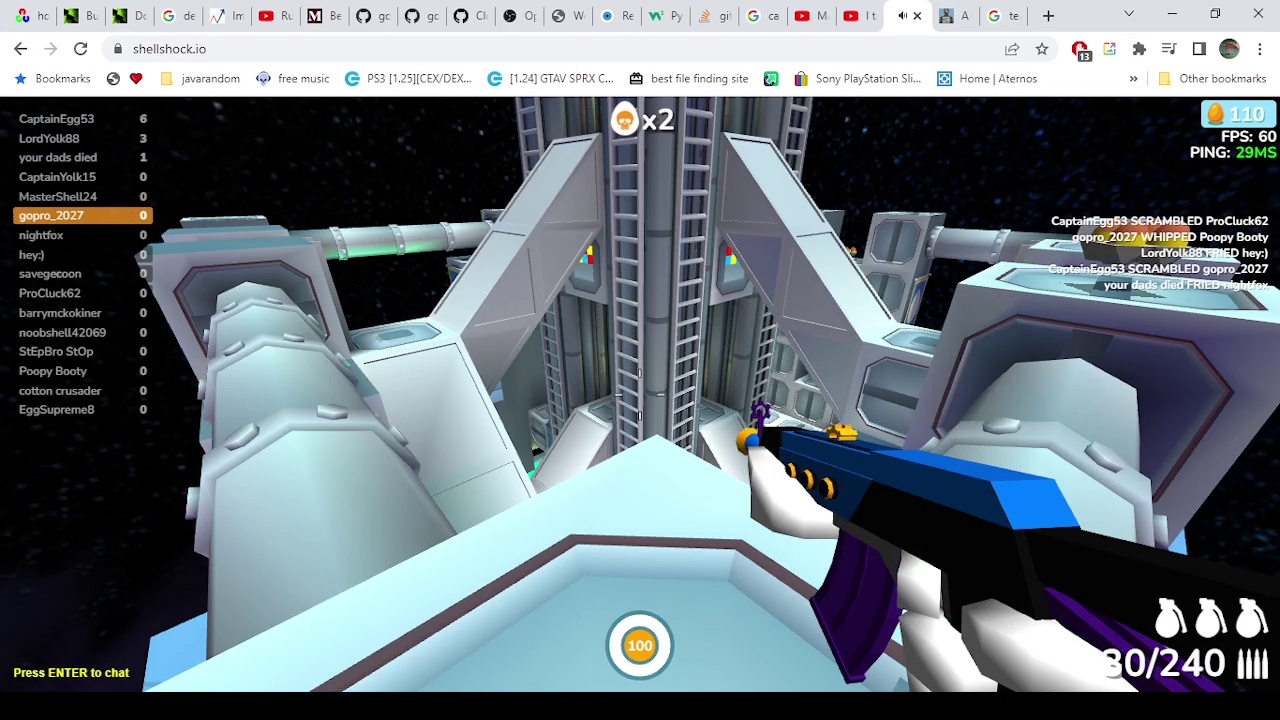 hc
Bu
Dc
de
Im
Ru
Be
gc
gc
Cl
Op
W
Re
Py
git
ca
M
I t
A
te
shellshock.io
13
Bookmarks
javarandom
free music
PS3 [1.25][CEX/DEX...
[1.24] GTAV SPRX C...
best file finding site
Sony PlayStation Sli...
Home | Aternos
»
Other bookmarks
CaptainEgg53 6
LordYolk88 3
your dads died 1
CaptainYolk15 0
MasterShell24 0
gopro_2027 0
nightfox 0
hey:) 0
savegecoon 0
ProCluck62 0
barrymckokiner 0
noobshell42069 0
StEpBro StOp 0
Poopy Booty 0
cotton crusader 0
EggSupreme8 0
x2
110
FPS: 60
PING: 29MS
CaptainEgg53 SCRAMBLED ProCluck62
gopro_2027 WHIPPED Poopy Booty
LordYolk88 FRIED hey:)
CaptainEgg53 SCRAMBLED gopro_2027
your dads died FRIED nightfox
100
30/240
Press ENTER to chat